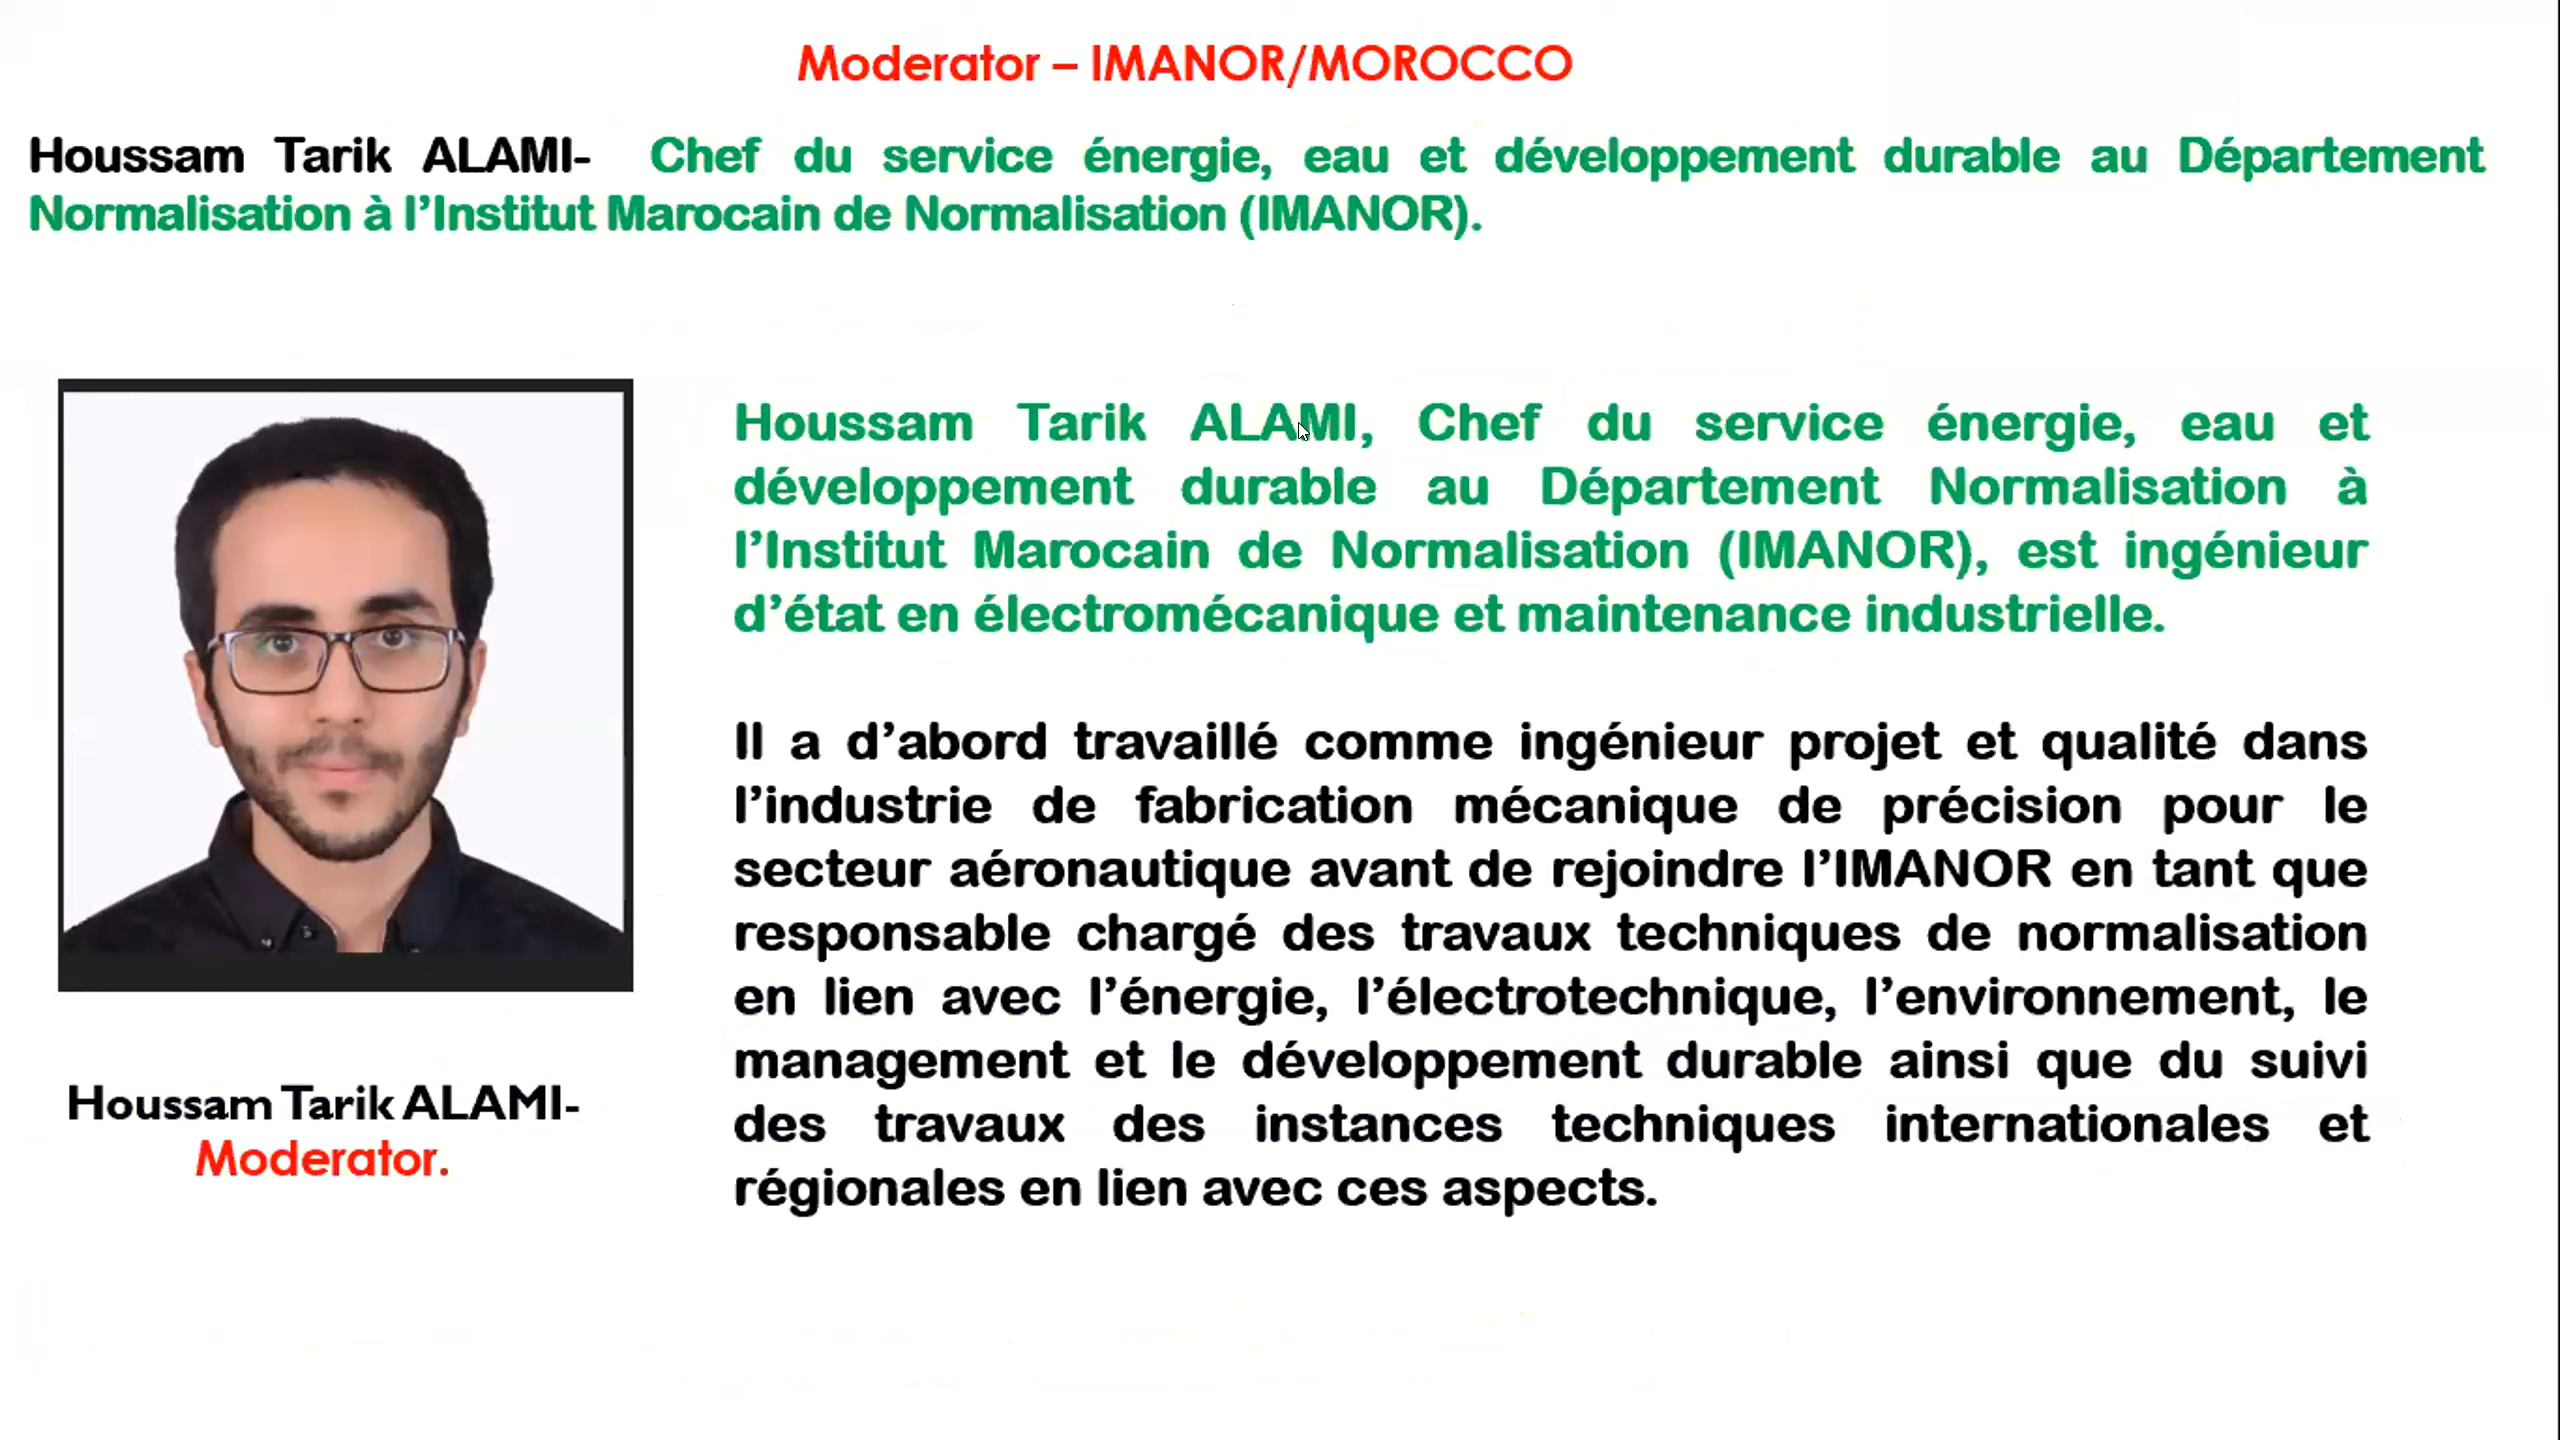 Moderator – IMANOR/MOROCCO
Houssam Tarik ALAMI- Chef du service énergie, eau et développement durable au Département
Normalisation à l’Institut Marocain de Normalisation (IMANOR).
Houssam Tarik ALAMI, Chef du service énergie, eau et
développement durable au Département Normalisation à
l’Institut Marocain de Normalisation (IMANOR), est ingénieur
d’état en électromécanique et maintenance industrielle.
Il a d’abord travaillé comme ingénieur projet et qualité dans
l’industrie de fabrication mécanique de précision pour le
secteur aéronautique avant de rejoindre l’IMANOR en tant que
responsable chargé des travaux techniques de normalisation
en lien avec l’énergie, l’électrotechnique, l’environnement, le
management et le développement durable ainsi que du suivi
des travaux des instances techniques internationales et
régionales en lien avec ces aspects.
Houssam Tarik ALAMI-
Moderator.